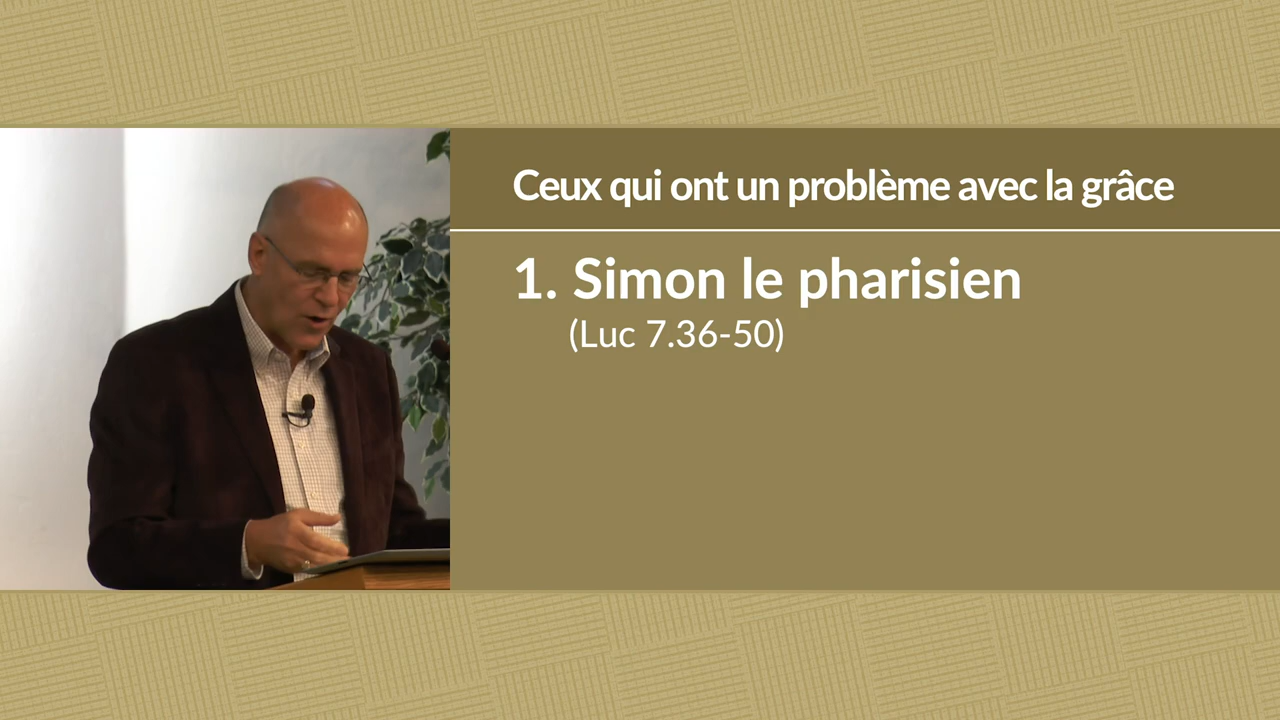 Ceux qui ont un problème avec la grâce
1. Simon le pharisien
(Luc 7.36-50)